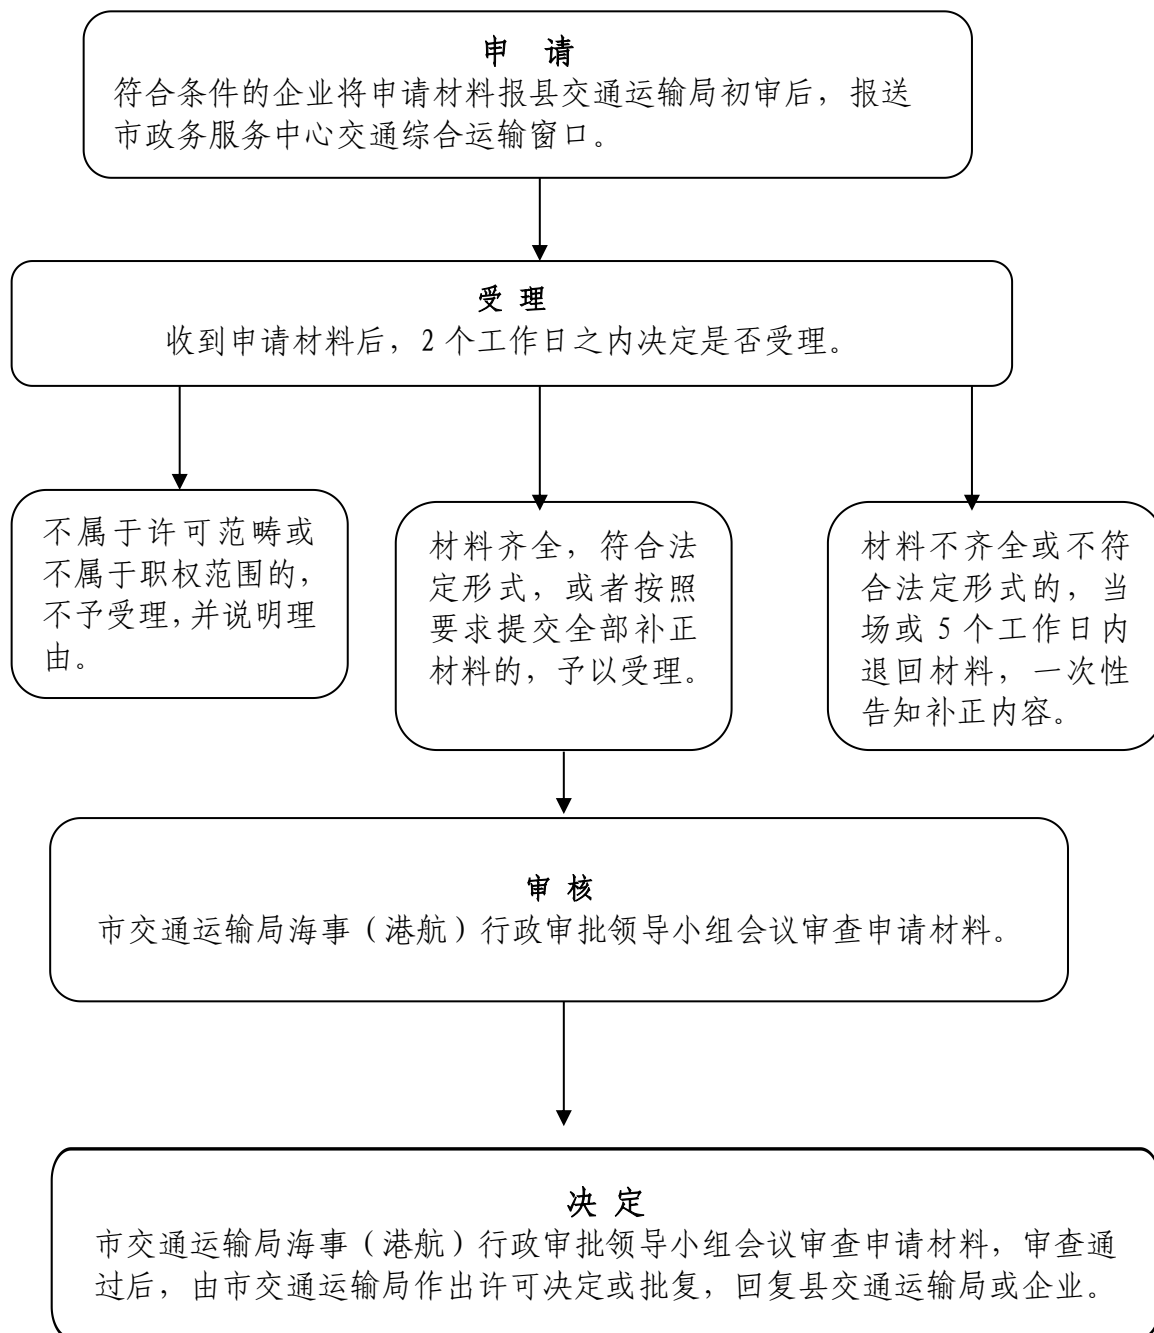 申 请
符合条件的企业将申请材料报县交通运输局初审后，报送
市政务服务中心交通综合运输窗口。
受 理
收到申请材料后，2 个工作日之内决定是否受理。
不属于许可范畴或
不属于职权范围的，
不予受理，并说明理
由。
材料齐全，符合法
定形式，或者按照
要求提交全部补正
材料的，予以受理。
材料不齐全或不符
合法定形式的，当
场或 5 个工作日内
退回材料，一次性
告知补正内容。
审 核
市交通运输局海事（港航）行政审批领导小组会议审查申请材料。
决 定
市交通运输局海事（港航）行政审批领导小组会议审查申请材料，审查通
过后，由市交通运输局作出许可决定或批复，回复县交通运输局或企业。